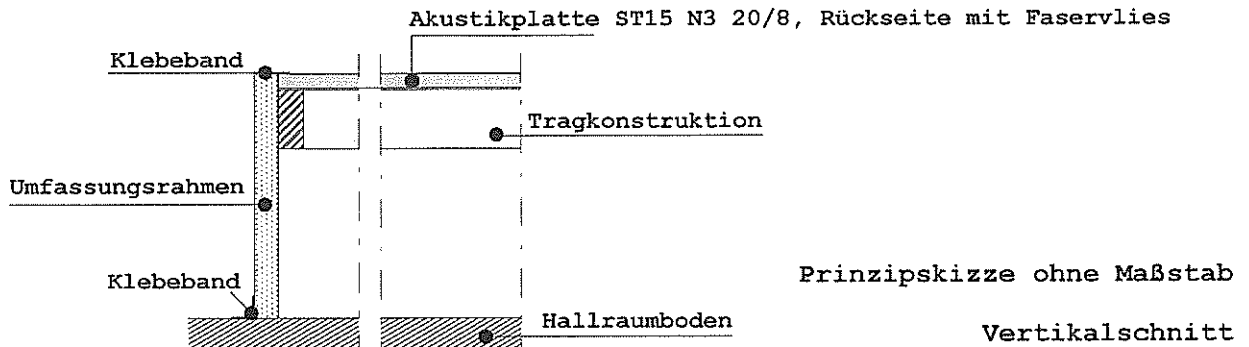 Akustikplatte ST15 N3 20/8, Rückseite mit Faservlies
Klebeband
Tragkonstruktion
Umfassungsrahmen
Klebeband
Prinzipskizze ohne Maßstab
Hallraumboden
Vertikalschnitt